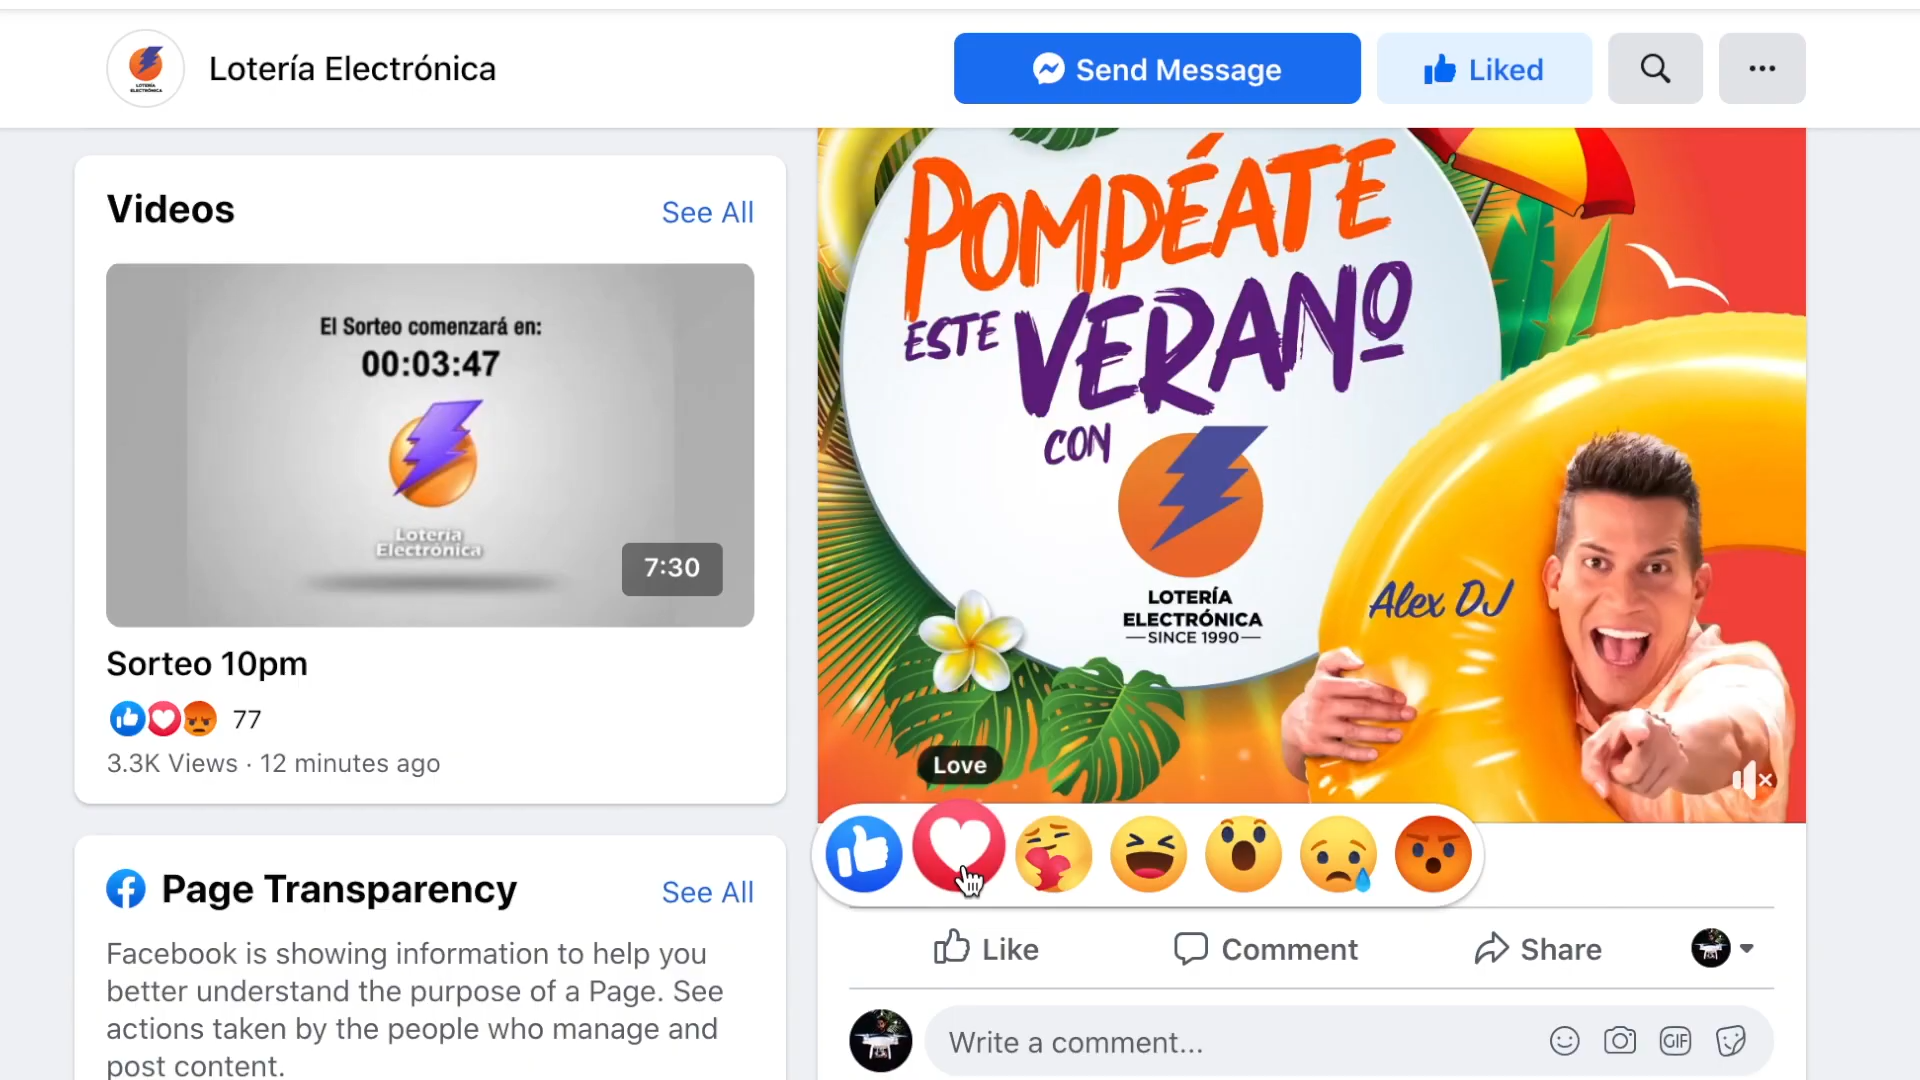 Lotería Electrónica
Send Message
Liked
Videos
See All
El Sorteo comenzará en:
00:03:47
Lotería
Electrónica
7:30
Sorteo 10pm
77
3.3K Views · 12 minutes ago
Page Transparency
See All
Facebook is showing information to help you
better understand the purpose of a Page. See
actions taken by the people who manage and
post content.
POMPÉATE
ESTE VERANO
CON
LOTERÍA
ELECTRÓNICA
SINCE 1990
Alex DJ
Love
Like
Comment
Share
Write a comment...
GIF